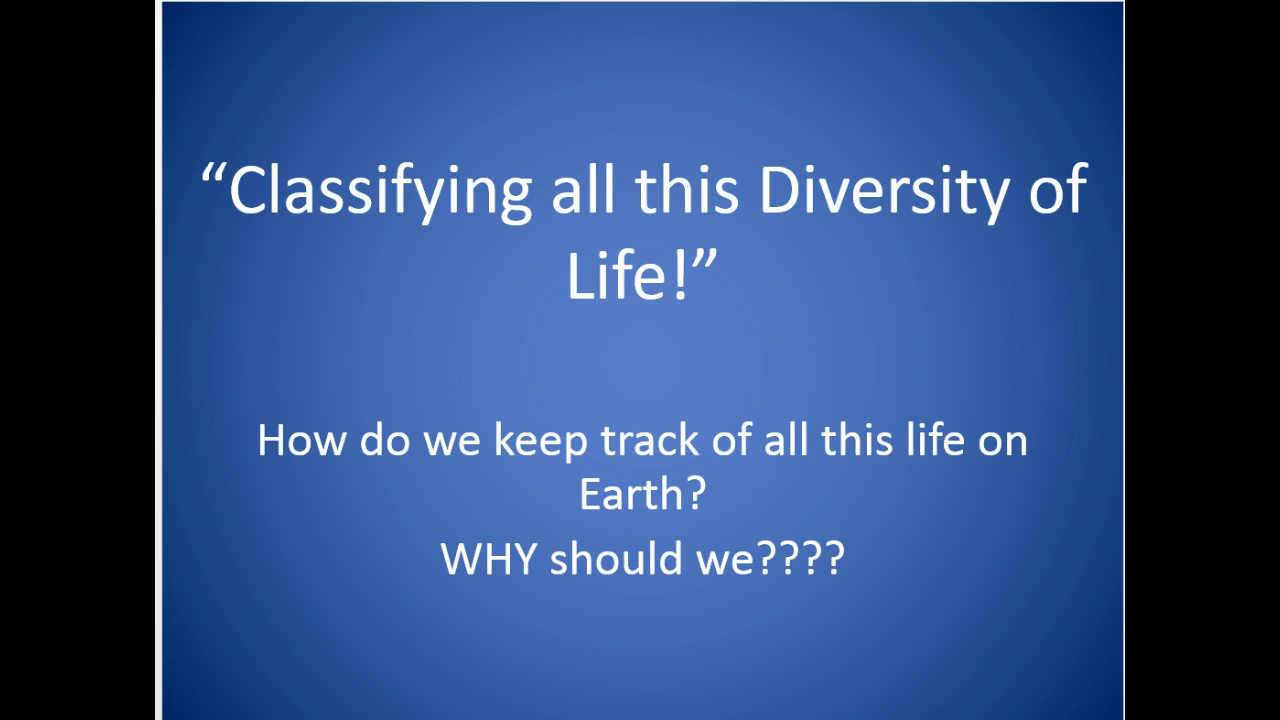 “Classifying all this Diversity of
Life!”
How do we keep track of all this life on
Earth?
WHY should we????